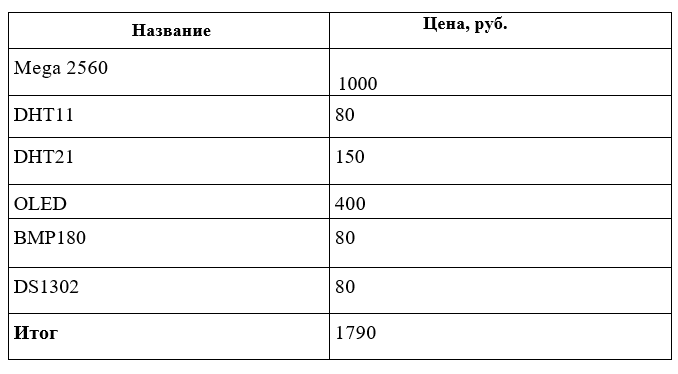 Название Цена, руб.
Mega 2560 1000
DHT11 80
DHT21 150
OLED 400
BMP180 80
DS1302 80
Итог 1790